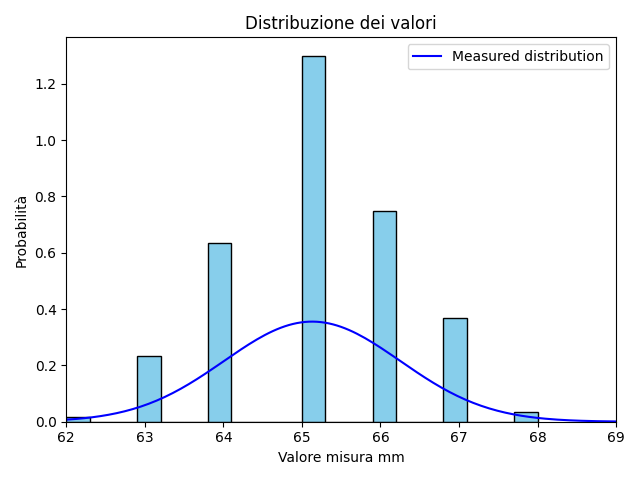 Distribuzione dei valori
Measured distribution
Probabilità
1.2
1.0
0.8
0.6
0.4
0.2
0.0
62 63 64 65 66 67 68 69
Valore misura mm